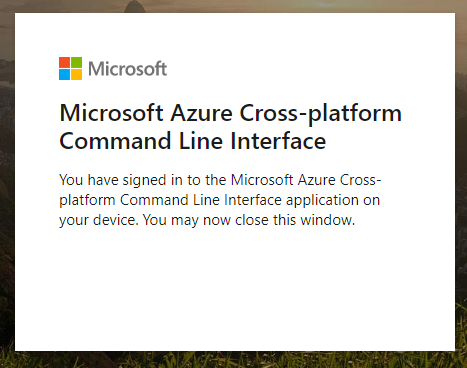 Microsoft
Microsoft Azure Cross-platform
Command Line Interface
You have signed in to the Microsoft Azure Cross-
platform Command Line Interface application on
your device. You may now close this window.